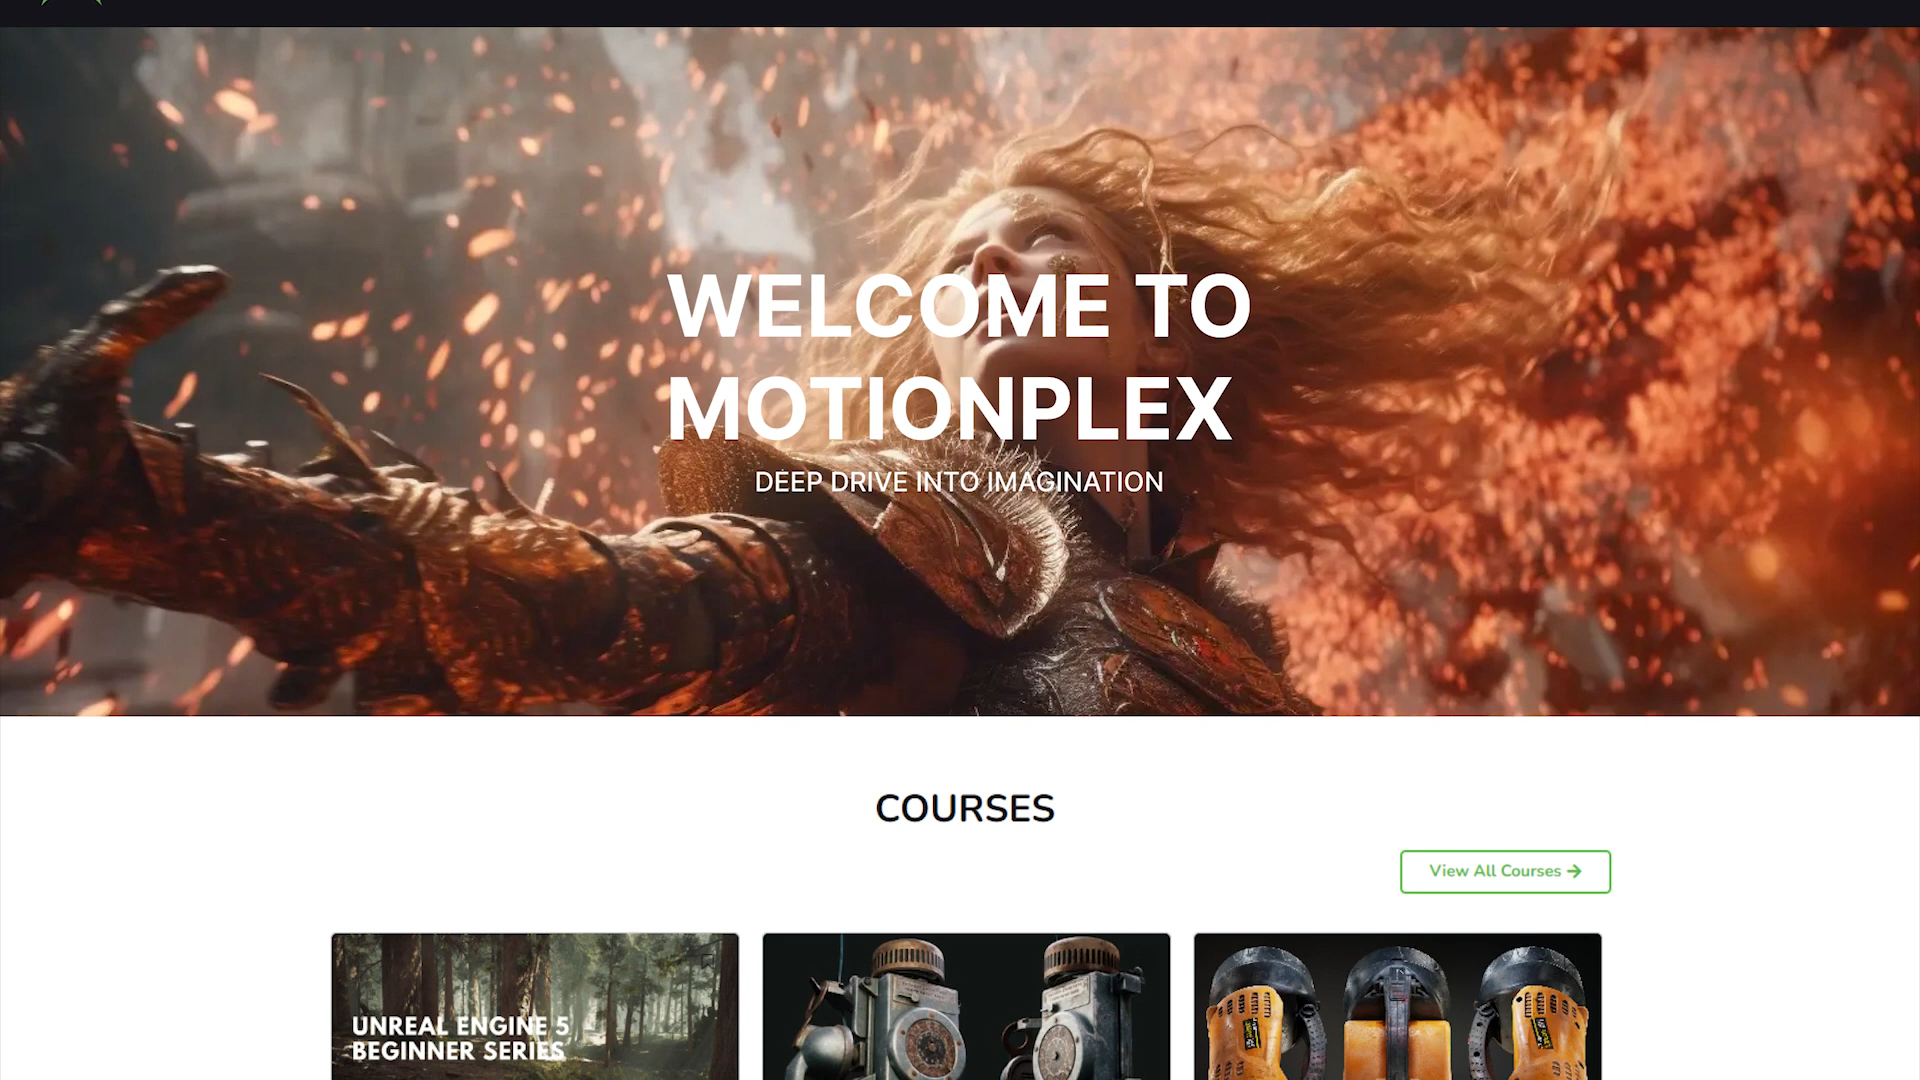 WELCOME TO
MOTIONPLEX
DEEP DRIVE INTO IMAGINATION
COURSES
View All Courses
UNREAL ENGINE 5
BEGINNER SERIES